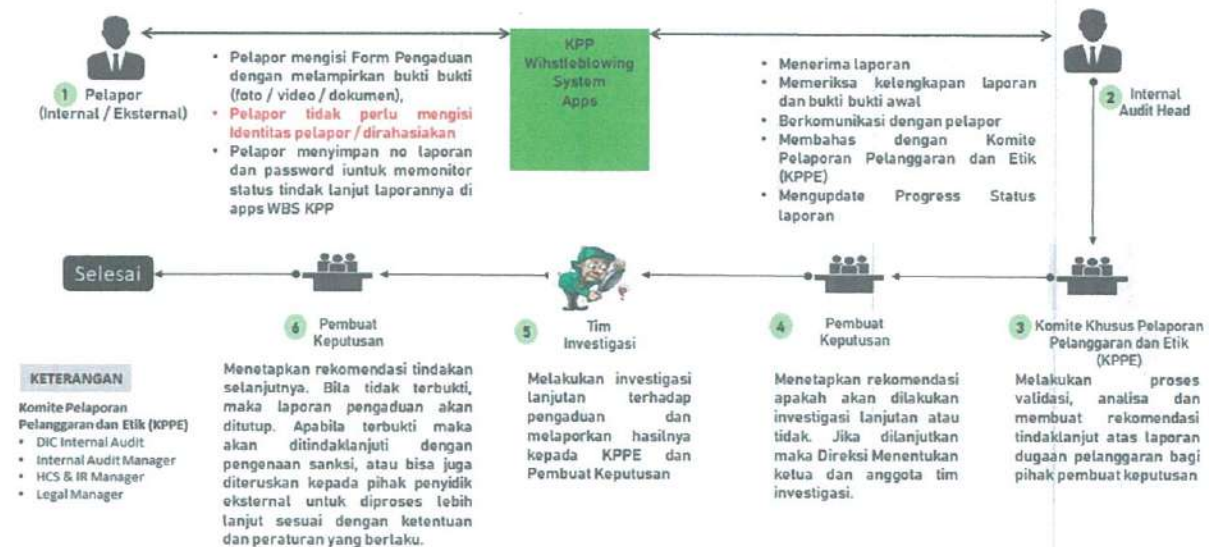 1 Pelapor
(Internal / Eksternal)
• Pelapor mengisi Form Pengaduan
dengan melampirkan bukti bukti
(foto / video / dokumen),
• Pelapor tidak perlu mengisi
Identitas pelapor / dirahasiakan
• Pelapor menyimpan no laporan
dan password iuntuk memonitor
status tindak lanjut laporannya di
apps WBS KPP
KPP
Wihstleblowing
System
Apps
• Menerima laporan
• Memeriksa kelengkapan laporan
dan bukti bukti awal
• Berkomunikasi dengan pelapor
• Membahas dengan Komite
Pelaporan Pelanggaran dan Etik
(KPPE)
• Mengupdate Progress Status
laporan
2 Internal
Audit Head
3 Komite Khusus Pelaporan
Pelanggaran dan Etik
(KPPE)
Melakukan proses
validasi, analisa dan
membuat rekomendasi
tindaklanjut atas laporan
dugaan pelanggaran bagi
pihak pembuat keputusan
4 Pembuat
Keputusan
Menetapkan rekomendasi
apakah akan dilakukan
investigasi lanjutan atau
tidak. Jika dilanjutkan
maka Direksi Menentukan
ketua dan anggota tim
investigasi.
5 Tim
Investigasi
Melakukan investigasi
lanjutan terhadap
pengaduan dan
melaporkan hasilnya
kepada KPPE dan
Pembuat Keputusan
6 Pembuat
Keputusan
Menetapkan rekomendasi tindakan
selanjutnya. Bila tidak terbukti,
maka laporan pengaduan akan
ditutup. Apabila terbukti maka
akan ditindaklanjuti dengan
pengenaan sanksi, atau bisa juga
diteruskan kepada pihak penyidik
eksternal untuk diproses lebih
lanjut sesuai dengan ketentuan
dan peraturan yang berlaku.
Selesai
KETERANGAN
Komite Pelaporan
Pelanggaran dan Etik (KPPE)
• DIC Internal Audit
• Internal Audit Manager
• HCS & IR Manager
• Legal Manager